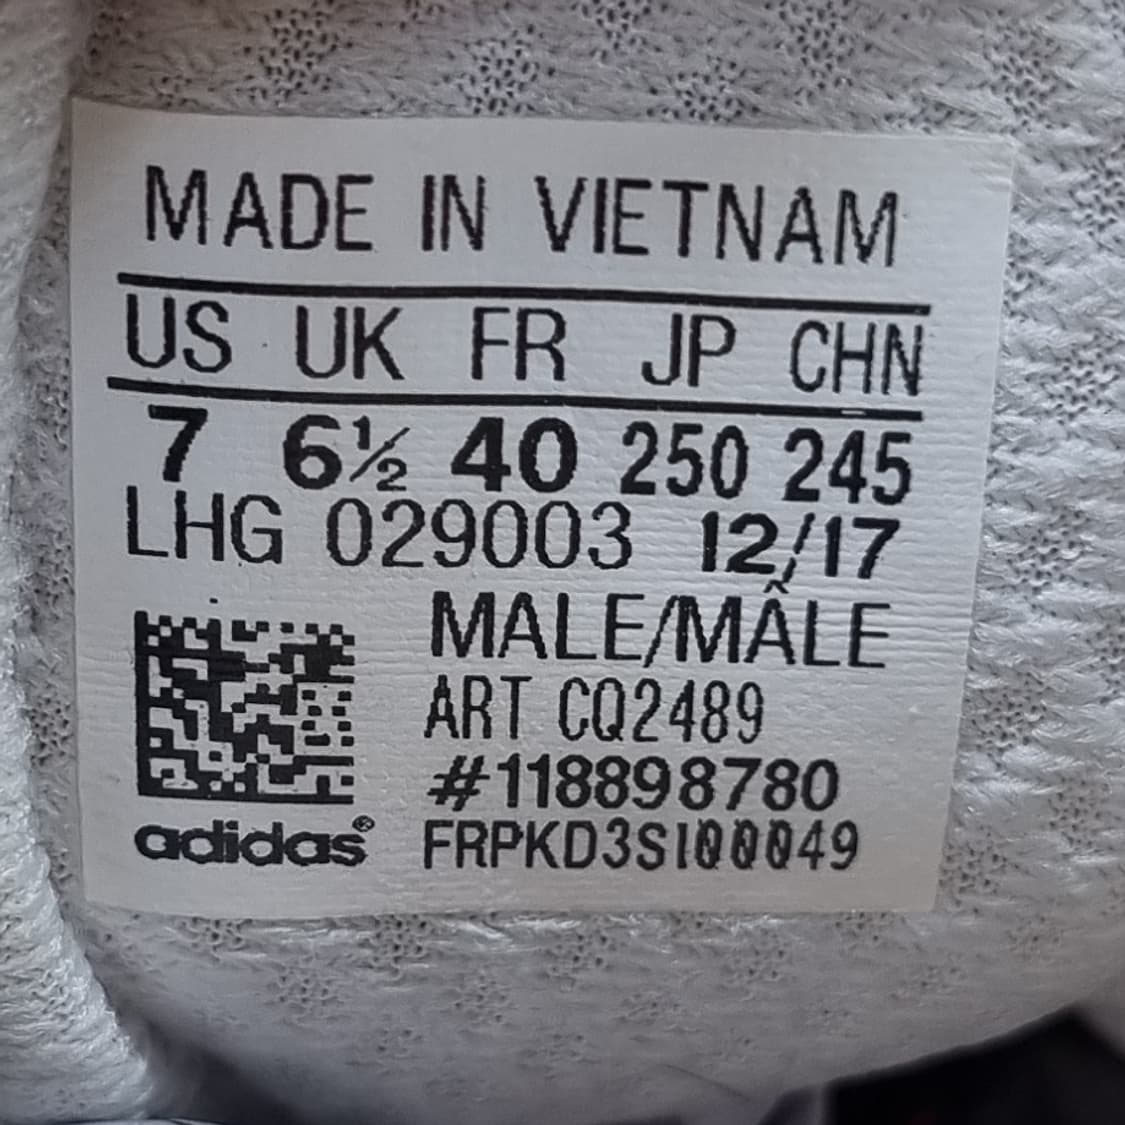 MADE IN VIETNAM
US UK FR JP CHN
7 6½ 40 250 245
LHG 029003 12/17
MALE/MÂLE
ART CQ2489
#118898780
adidas® FRPKD3SI00049